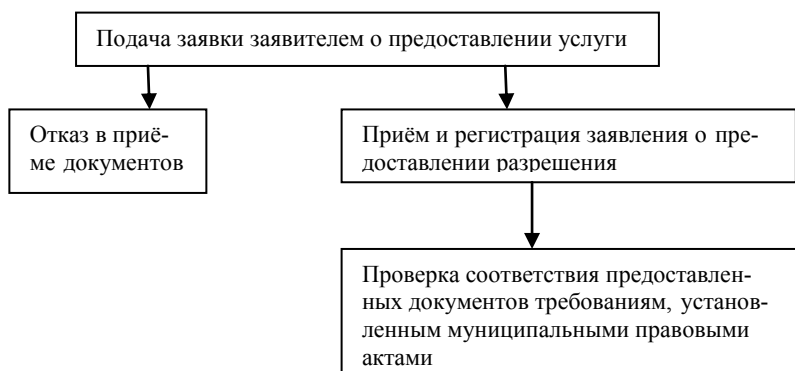 Подача заявки заявителем о предоставлении услуги
Отказ в приё-
ме документов
Приём и регистрация заявления о пре-
доставлении разрешения
Проверка соответствия предоставлен-
ных документов требованиям, установ-
ленным муниципальными правовыми
актами